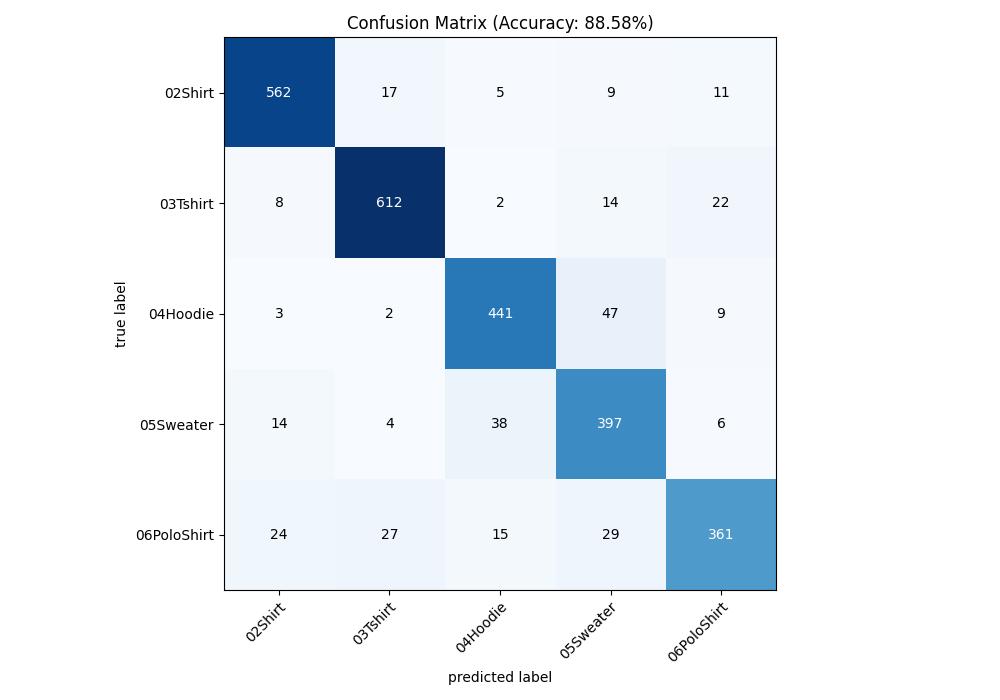 Confusion Matrix (Accuracy: 88.58%)
true label
02Shirt 562 17 5 9 11
03Tshirt 8 612 2 14 22
04Hoodie 3 2 441 47 9
05Sweater 14 4 38 397 6
06PoloShirt 24 27 15 29 361
02Shirt 03Tshirt 04Hoodie 05Sweater 06PoloShirt
predicted label